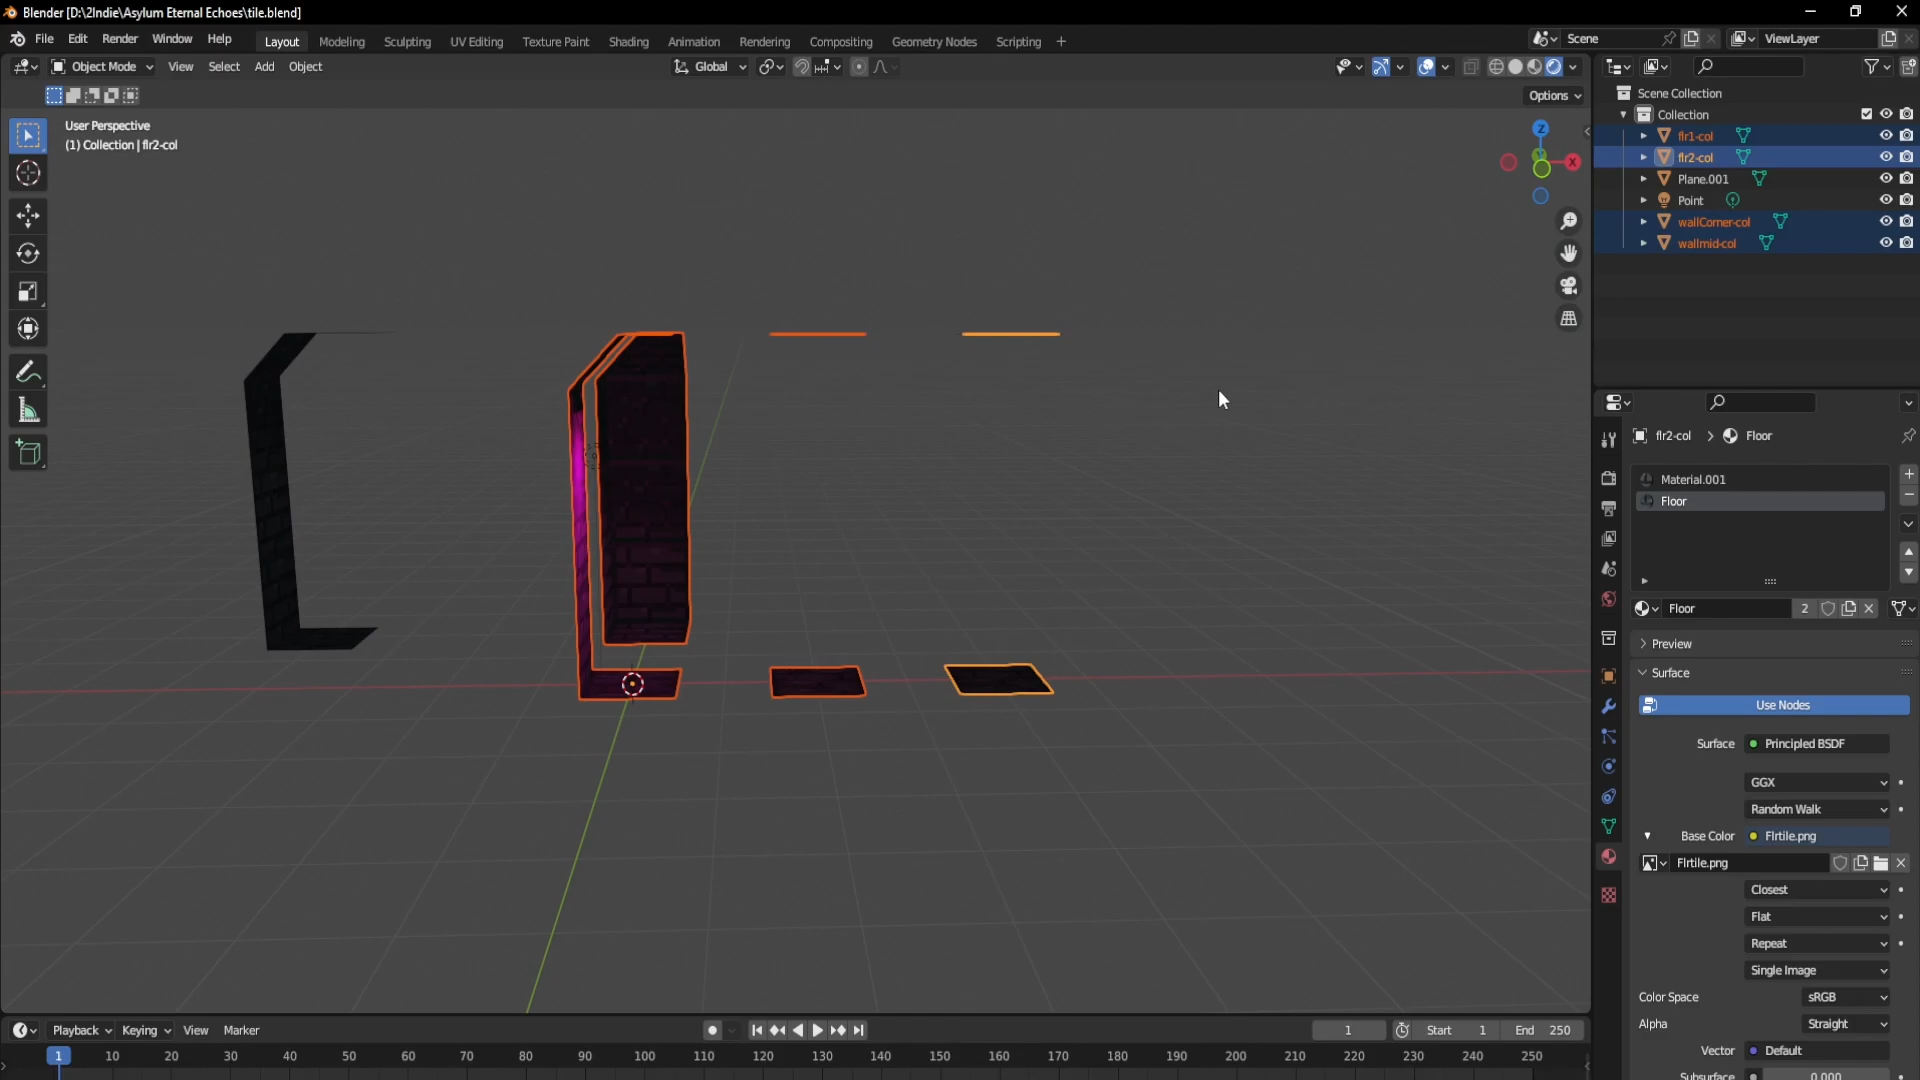 Blender [D:\2Indie\Asylum Eternal Echoes\tile.blend]
File Edit Render Window Help
Layout Modeling Sculpting UV Editing Texture Paint Shading Animation Rendering Compositing Geometry Nodes Scripting +
Scene ViewLayer
Object Mode View Select Add Object
Global
Options
User Perspective
(1) Collection | flr2-col
Z
X
Scene Collection
Collection
flr1-col
flr2-col
Plane.001
Point
wallCorner-col
wallmid-col
flr2-col > Floor
Material.001
Floor
Floor 2
Preview
Surface
Use Nodes
Surface Principled BSDF
GGX
Random Walk
Base Color Flrtile.png
Flrtile.png
Closest
Flat
Repeat
Single Image
Color Space sRGB
Alpha Straight
Vector Default
Subsurface 0.000
Playback Keying View Marker
1 Start 1 End 250
1 10 20 30 40 50 60 70 80 90 100 110 120 130 140 150 160 170 180 190 200 210 220 230 240 250